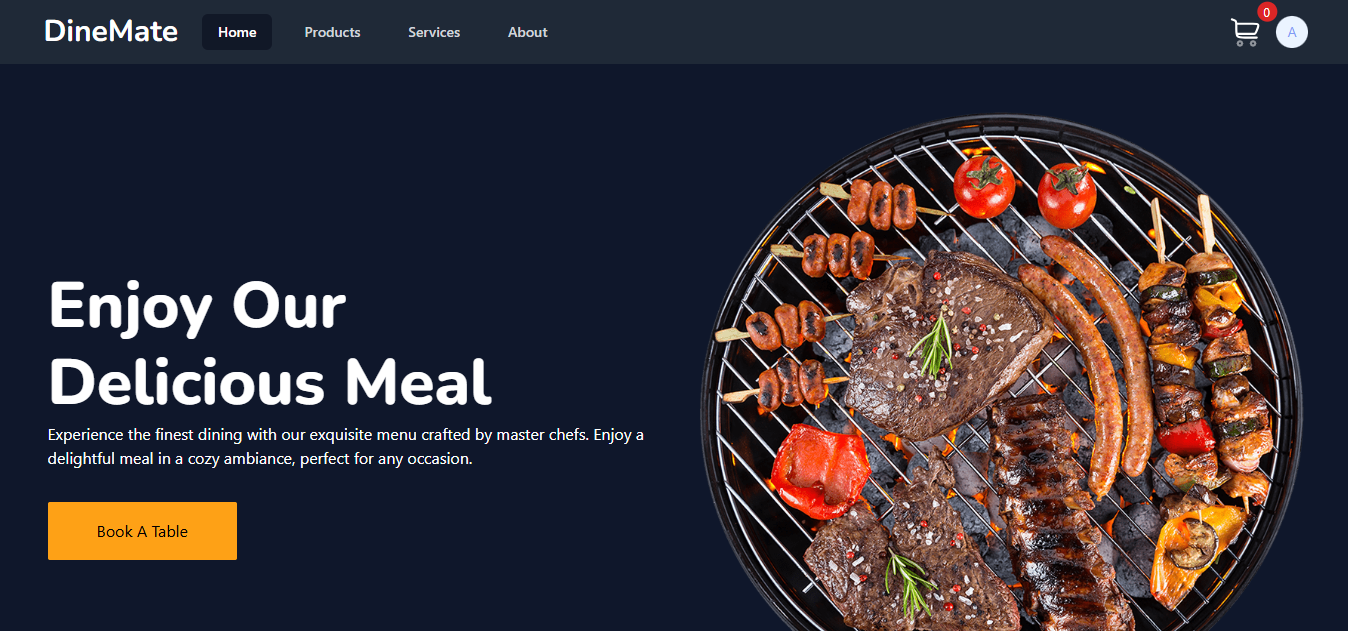 DineMate Home Products Services About 0 A
Enjoy Our
Delicious Meal
Experience the finest dining with our exquisite menu crafted by master chefs. Enjoy a
delightful meal in a cozy ambiance, perfect for any occasion.
Book A Table